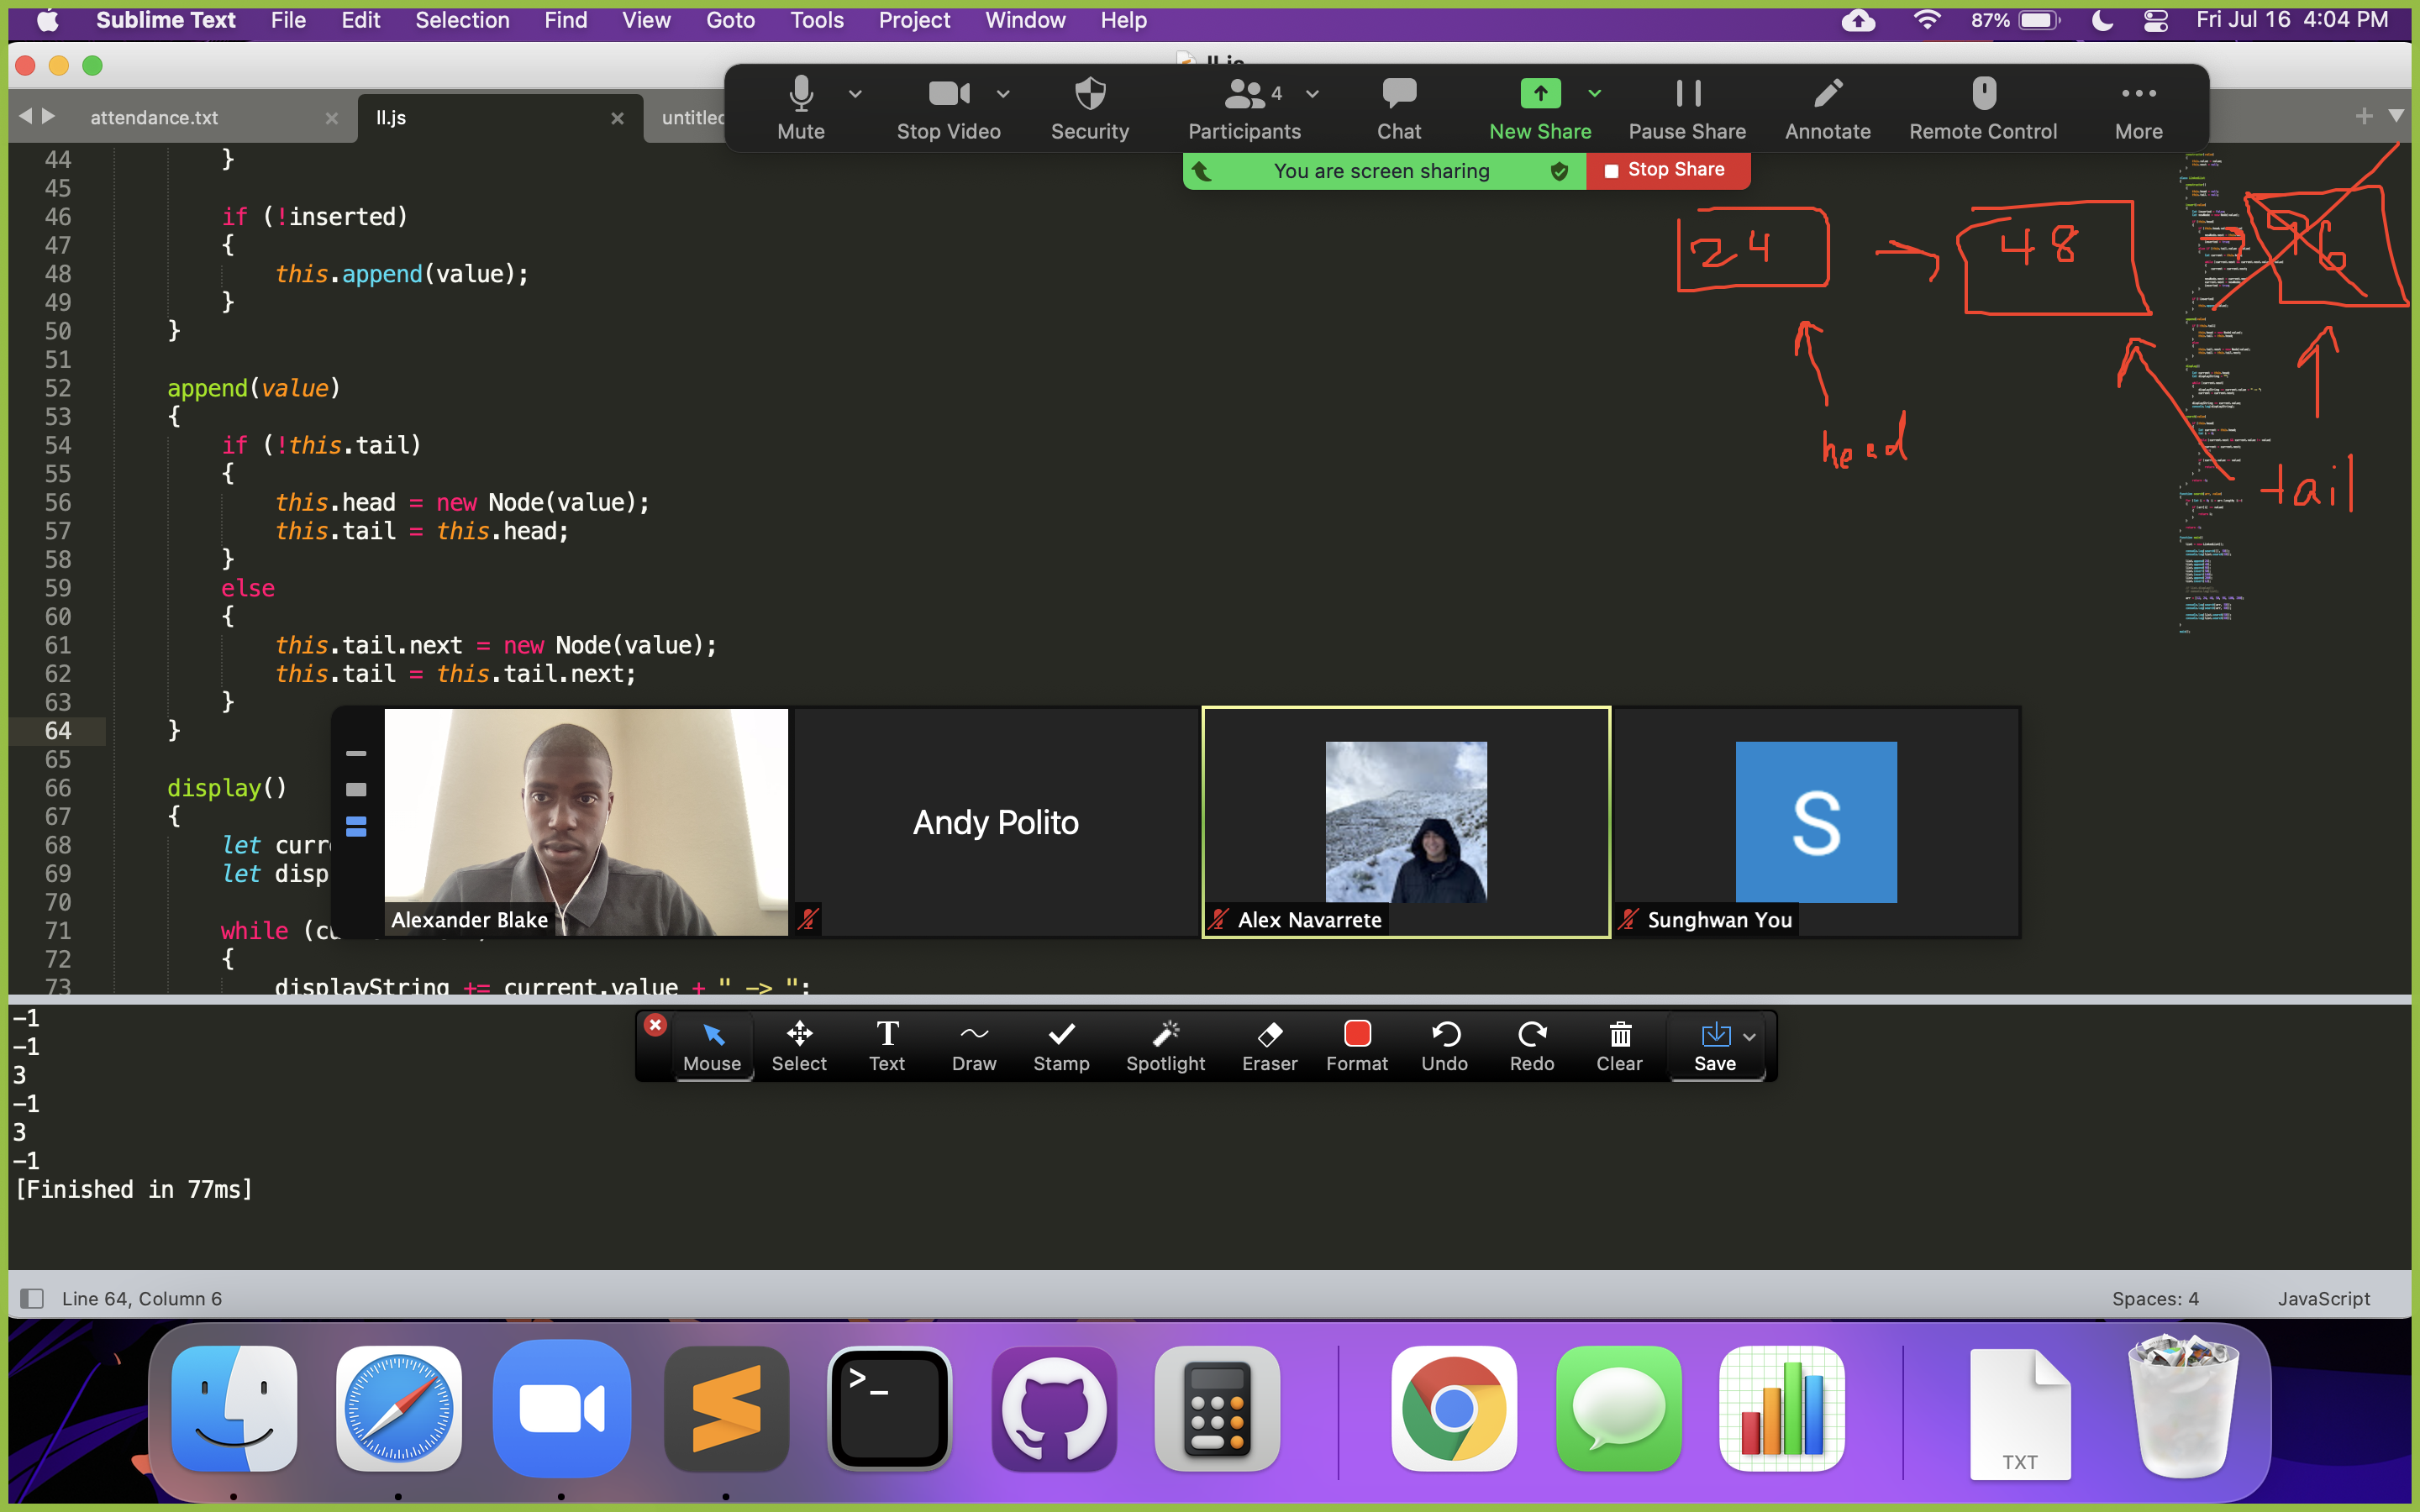 Sublime Text File Edit Selection Find View Goto Tools Project Window Help 87% Fri Jul 16 4:04 PM
ll.js
attendance.txt ll.js
Mute Stop Video Security Participants 4 Chat New Share Pause Share Annotate Remote Control More
You are screen sharing Stop Share
44 }
45
46 if (!inserted)
47 {
48 this.append(value);
49 }
50 }
51
52 append(value)
53 {
54 if (!this.tail)
55 {
56 this.head = new Node(value);
57 this.tail = this.head;
58 }
59 else
60 {
61 this.tail.next = new Node(value);
62 this.tail = this.tail.next;
63 }
64 }
65
66 display()
67 {
68 let
69 let
70
71 while
72 {
73 displayString += current.value + " -> ";
24 48 96
head
tail
Alexander Blake
Andy Polito
Alex Navarrete
S
Sunghwan You
-1
-1
3
-1
3
-1
[Finished in 77ms]
Mouse Select Text Draw Stamp Spotlight Eraser Format Undo Redo Clear Save
Line 64, Column 6 Spaces: 4 JavaScript
>_
TXT